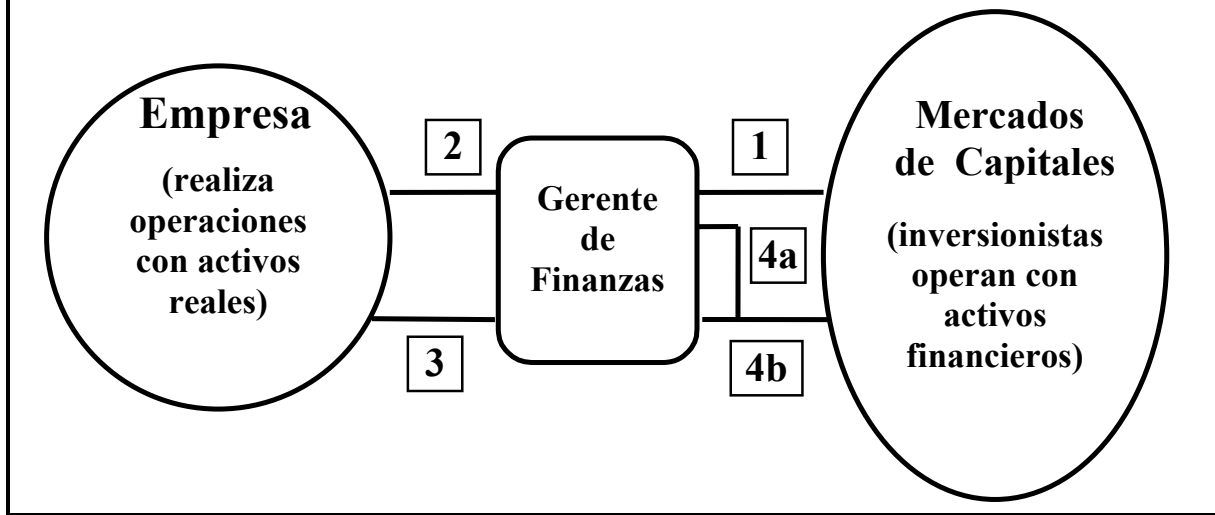 Empresa
(realiza
operaciones
con activos
reales)
2
3
Gerente
de
Finanzas
1
4a
4b
Mercados
de Capitales
(inversionistas
operan con
activos
financieros)